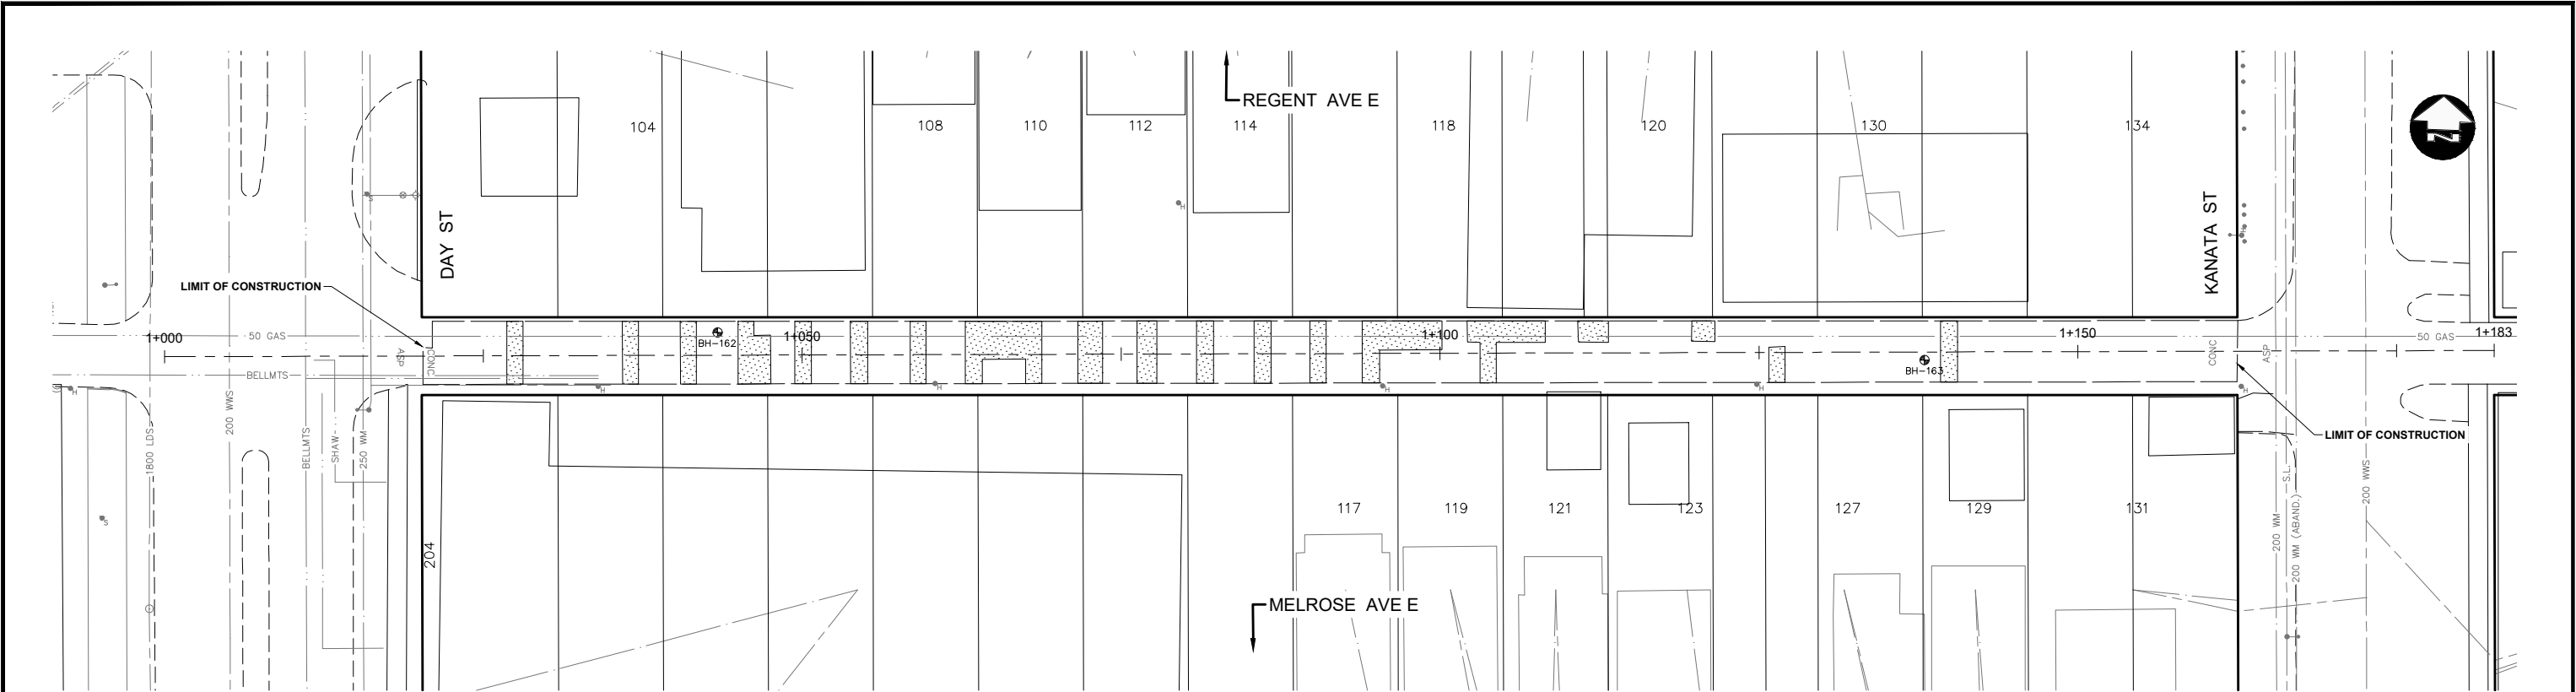 REGENT AVE E
104
108
110
112
114
118
120
130
134
N
DAY ST
KANATA ST
LIMIT OF CONSTRUCTION
S
H
H
1+000
50 GAS
BH-162
1+050
1+100
1+150
50 GAS
1+183
ASP
CONC
BELLMTS
H
H
H
H
H
H
BH-163
CONC
ASP
LIMIT OF CONSTRUCTION
1800 LDS
200 WWS
BELLMTS
SHAW
250 WM
S
204
117
119
121
123
127
129
131
S.L.
200 WM
200 WM (ABAND.)
200 WWS
MELROSE AVE E